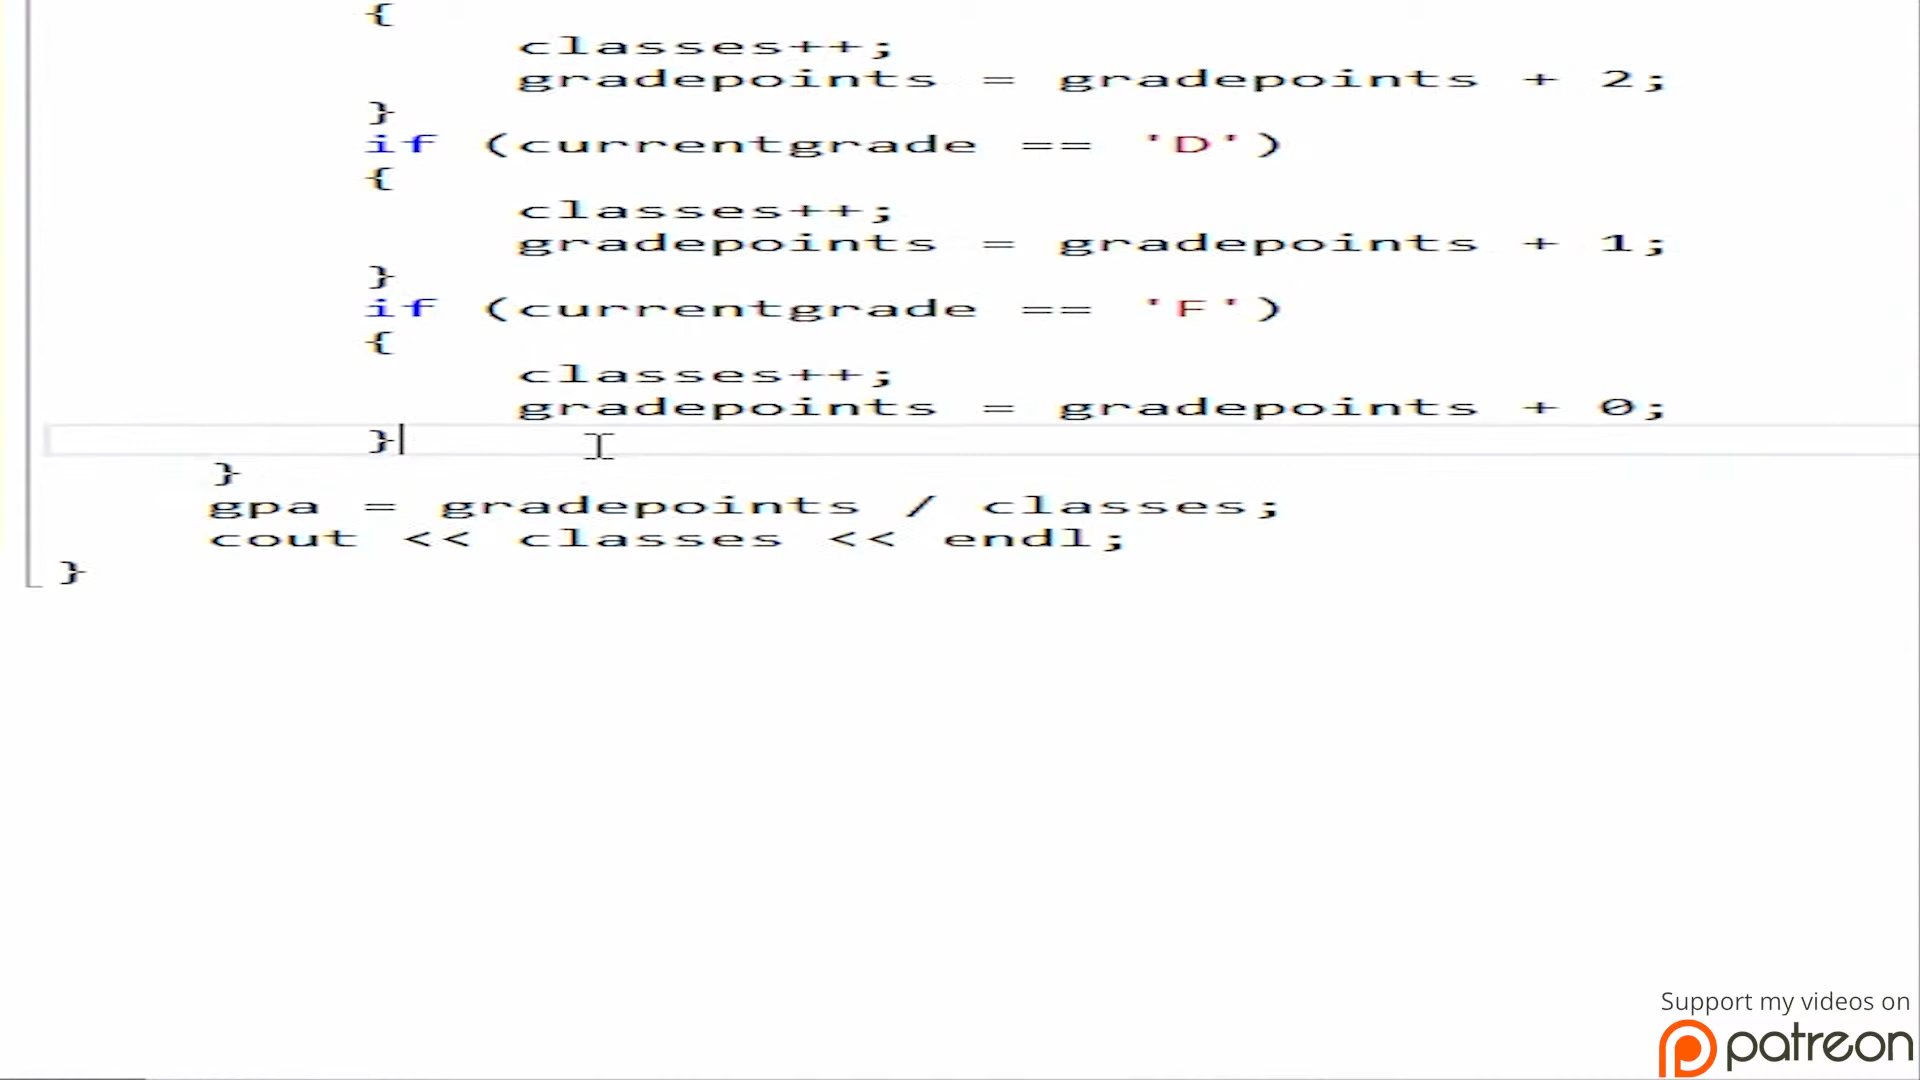 {
classes++;
gradepoints = gradepoints + 2;
}
if (currentgrade == 'D')
{
classes++;
gradepoints = gradepoints + 1;
}
if (currentgrade == 'F')
{
classes++;
gradepoints = gradepoints + 0;
}
}
gpa = gradepoints / classes;
cout << classes << endl;
}
Support my videos on
patreon